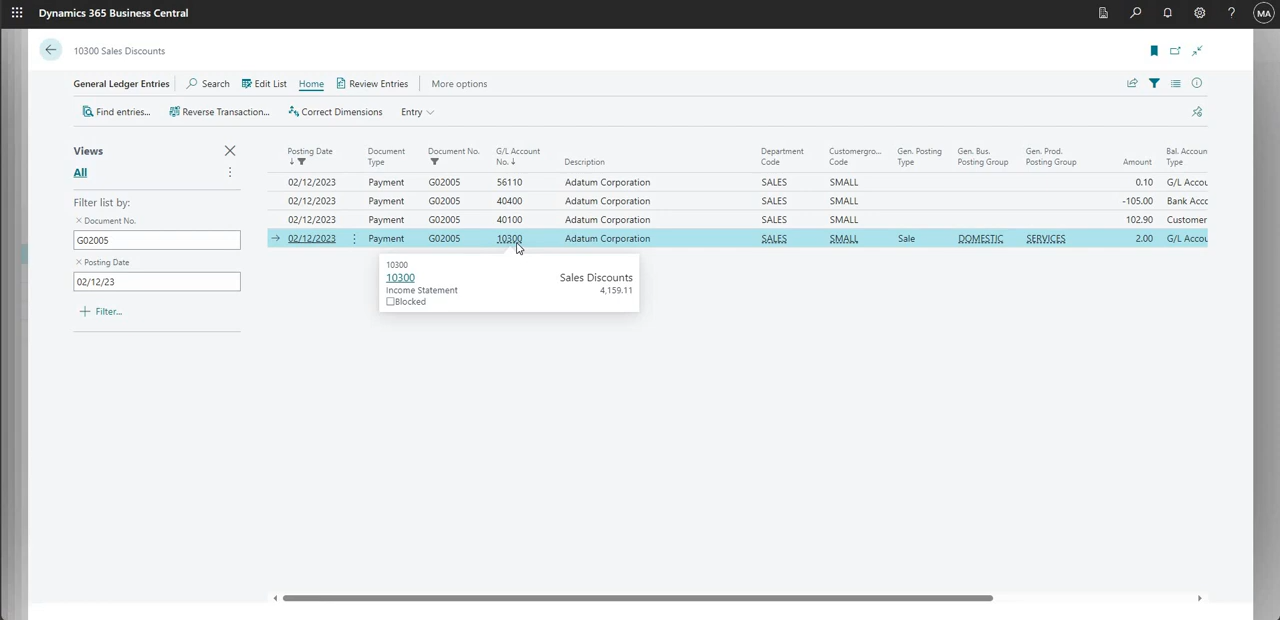 Dynamics 365 Business Central
MA
10300 Sales Discounts
General Ledger Entries Search Edit List Home Review Entries More options
Find entries... Reverse Transaction... Correct Dimensions Entry
Views
All
Filter list by:
× Document No.
G02005
× Posting Date
02/12/23
+ Filter...
Posting Date Document Type Document No. G/L Account No. ↓ Description Department Code Customergro... Code Gen. Posting Type Gen. Bus. Posting Group Gen. Prod. Posting Group Amount Bal. Accoun Type
02/12/2023 Payment G02005 56110 Adatum Corporation SALES SMALL 0.10 G/L Accou
02/12/2023 Payment G02005 40400 Adatum Corporation SALES SMALL -105.00 Bank Acco
02/12/2023 Payment G02005 40100 Adatum Corporation SALES SMALL 102.90 Customer
→ 02/12/2023 Payment G02005 10300 Adatum Corporation SALES SMALL Sale DOMESTIC SERVICES 2.00 G/L Accou
10300
10300 Sales Discounts
Income Statement 4,159.11
Blocked